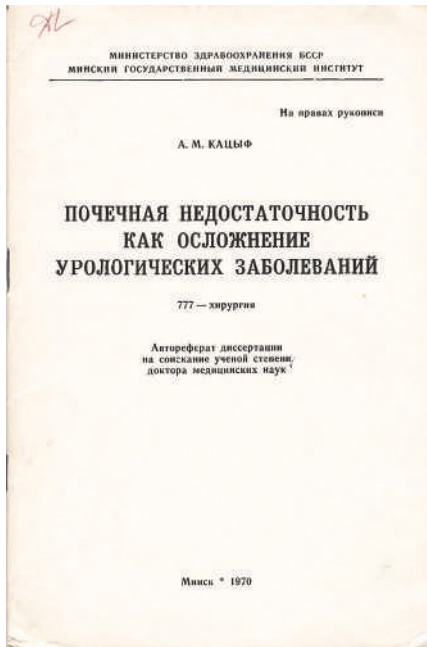 МИНИСТЕРСТВО ЗДРАВООХРАНЕНИЯ БССР
МИНСКИЙ ГОСУДАРСТВЕННЫЙ МЕДИЦИНСКИЙ ИНСТИТУТ
На правах рукописи
А. М. КАЦЫФ
ПОЧЕЧНАЯ НЕДОСТАТОЧНОСТЬ
КАК ОСЛОЖНЕНИЕ
УРОЛОГИЧЕСКИХ ЗАБОЛЕВАНИЙ
777 — хирургия
Автореферат диссертации
на соискание ученой степени
доктора медицинских наук
Минск * 1970